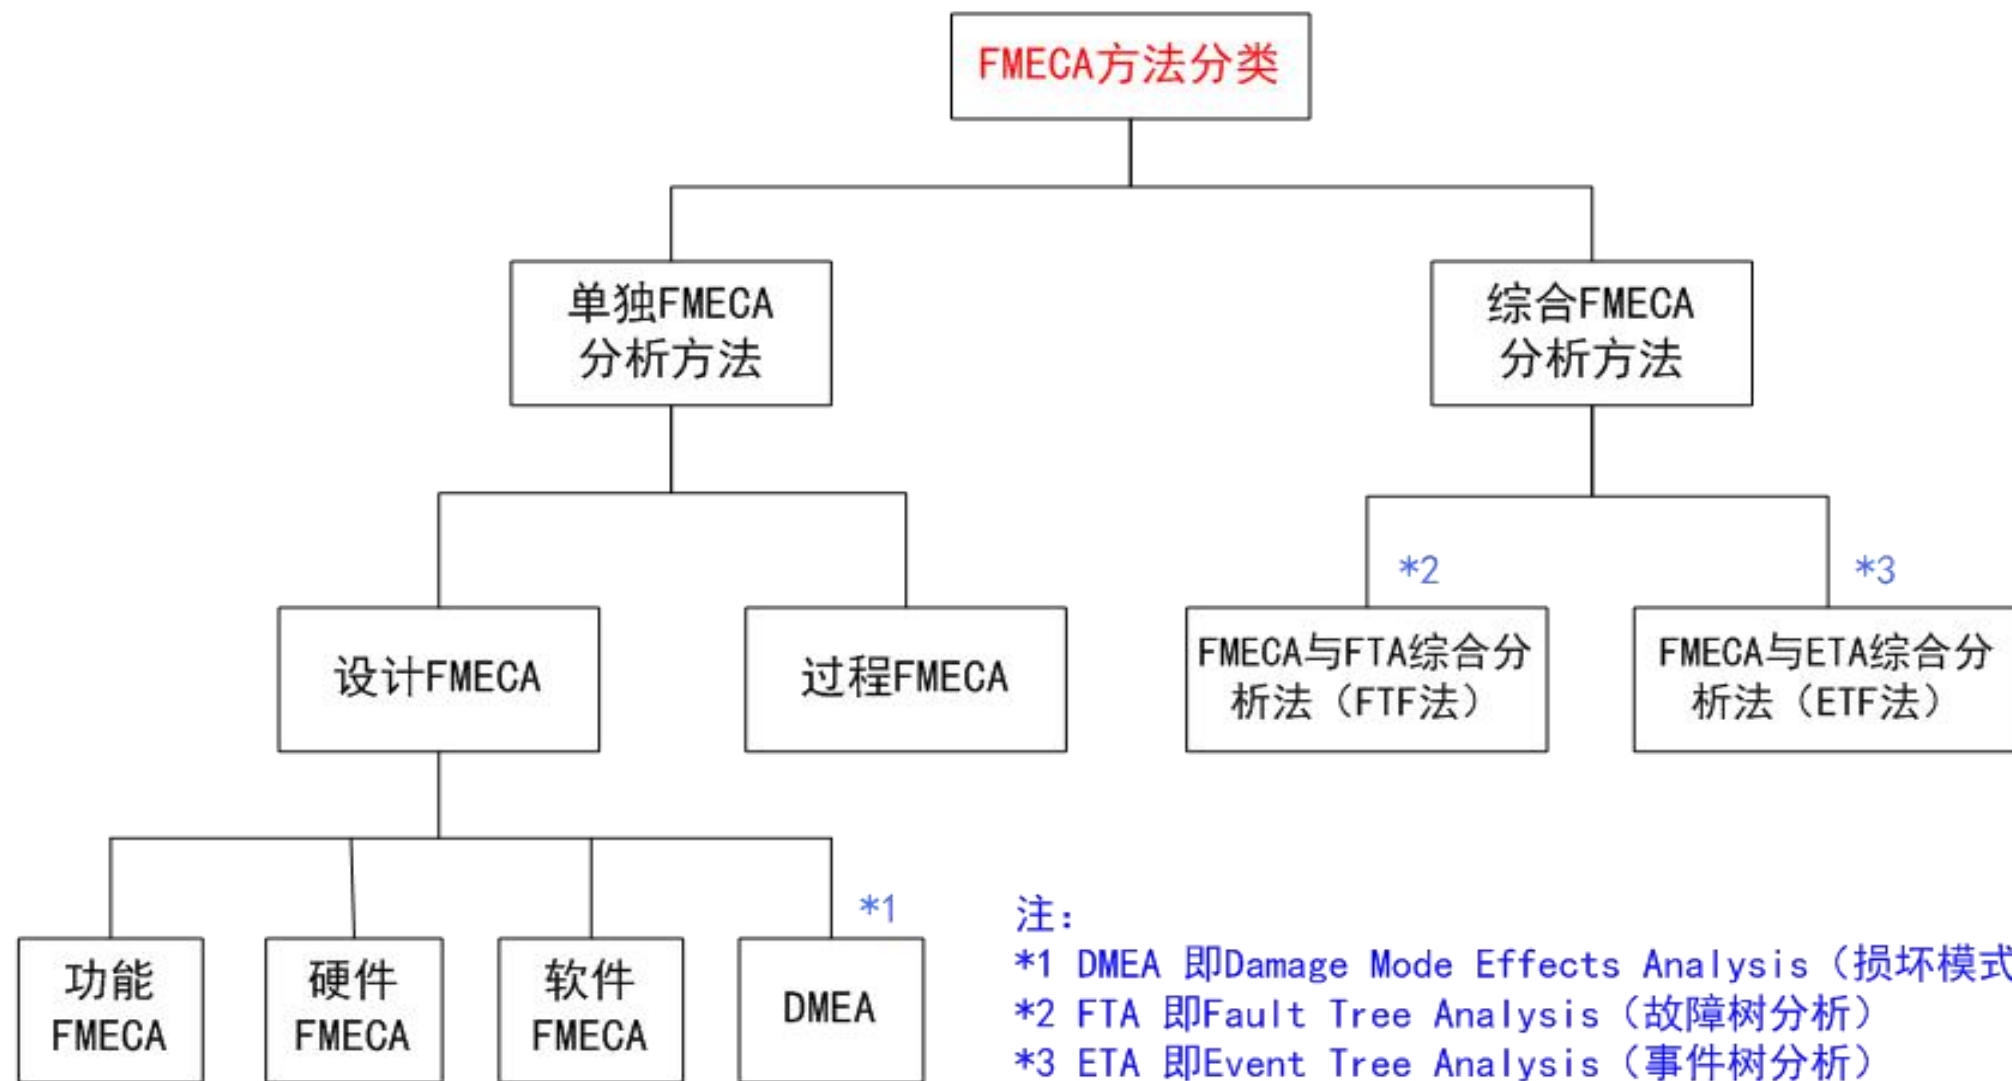 FMECA方法分类
单独FMECA
分析方法
综合FMECA
分析方法
*2
*3
设计FMECA
过程FMECA
FMECA与FTA综合分
析法（FTF法）
FMECA与ETA综合分
析法（ETF法）
*1
功能
FMECA
硬件
FMECA
软件
FMECA
DMEA
注：
*1 DMEA 即Damage Mode Effects Analysis（损坏模式
*2 FTA 即Fault Tree Analysis（故障树分析）
*3 ETA 即Event Tree Analysis（事件树分析）